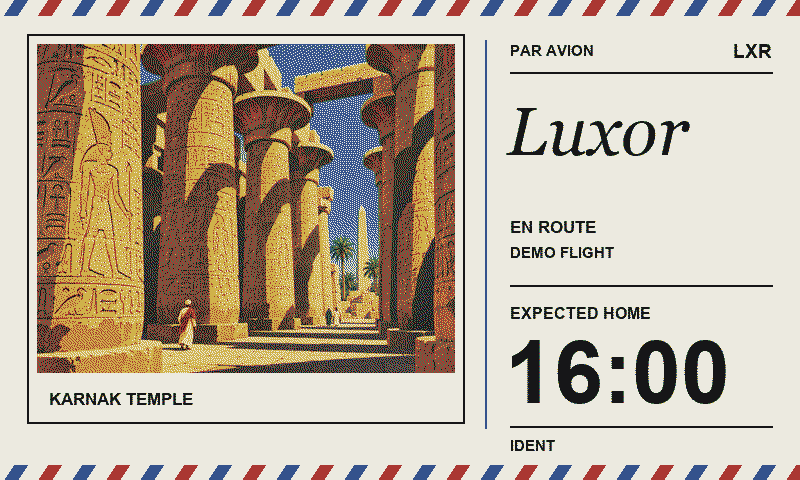 PAR AVION LXR
Luxor
EN ROUTE
DEMO FLIGHT
EXPECTED HOME
16:00
IDENT
KARNAK TEMPLE